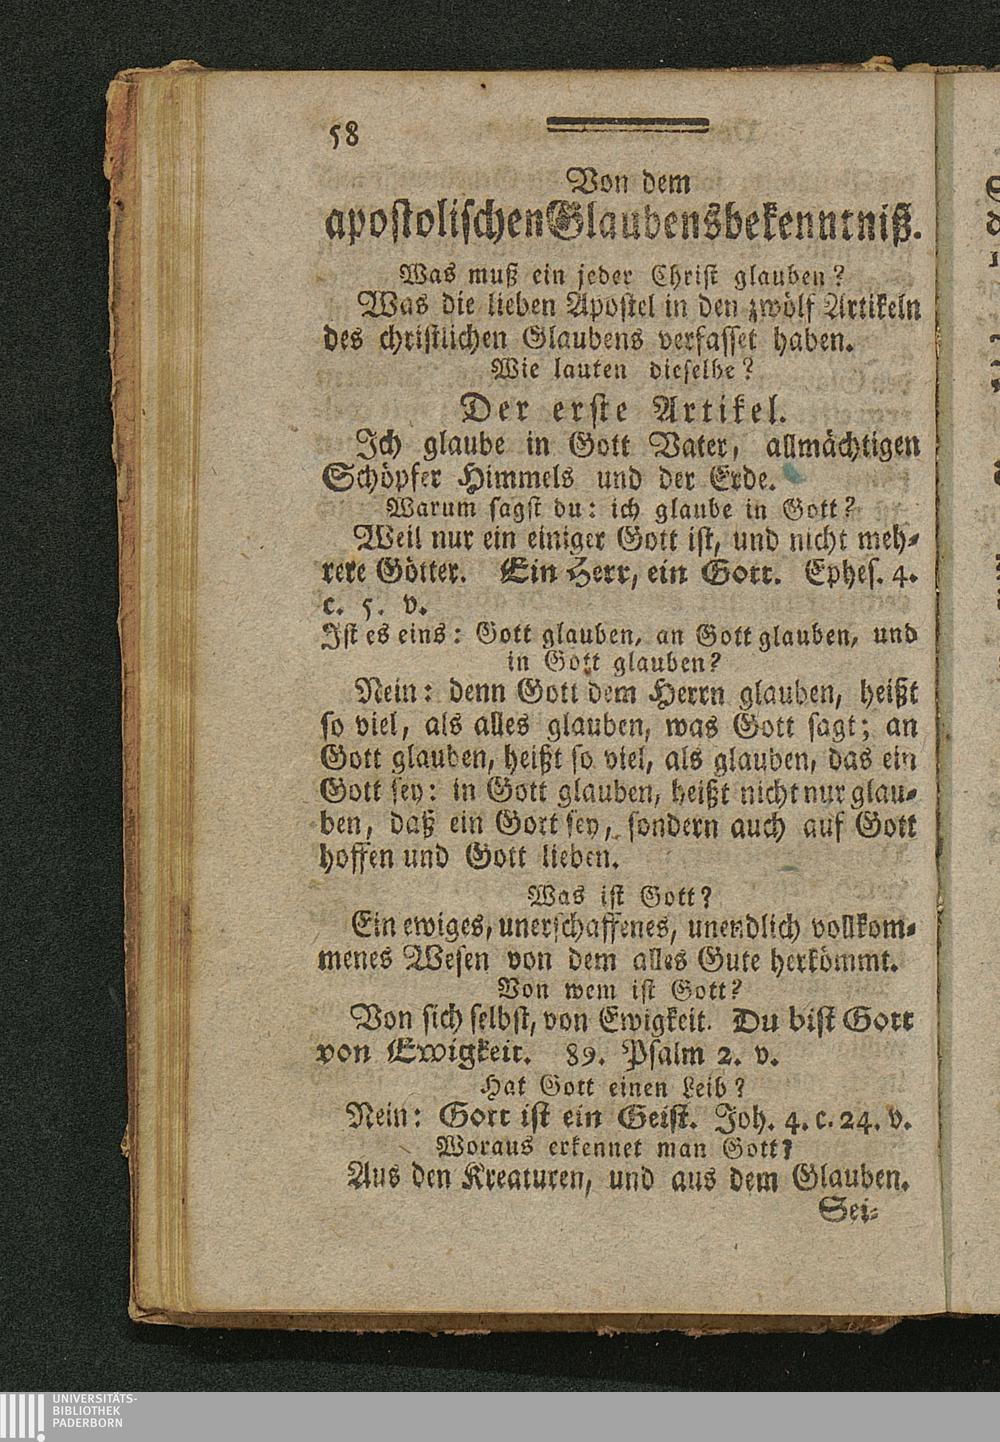 58
Von dem
apostolischen Glaubensbekenntniß.
Was muß ein jeder Christ glauben?
Was die lieben Apostel in den zwölf Artikeln
des christlichen Glaubens verfasset haben.
Wie lauten dieselbe?
Der erste Artikel.
Ich glaube in Gott Vater, allmächtigen
Schöpfer Himmels und der Erde.
Warum sagst du: ich glaube in Gott?
Weil nur ein einiger Gott ist, und nicht meh-
rere Götter. Ein Herr, ein Gott. Ephes. 4.
c. 5. v.
Ist es eins: Gott glauben, an Gott glauben, und
in Gott glauben?
Nein: denn Gott dem Herrn glauben, heißt
so viel, als alles glauben, was Gott sagt; an
Gott glauben, heißt so viel, als glauben, das ein
Gott sey: in Gott glauben, heißt nicht nur glau-
ben, daß ein Gott sey, sondern auch auf Gott
hoffen und Gott lieben.
Was ist Gott?
Ein ewiges, unerschaffenes, unendlich vollkom-
menes Wesen von dem alles Gute herkömmt.
Von wem ist Gott?
Von sich selbst, von Ewigkeit. Du bist Gott
von Ewigkeit. 89. Psalm 2. v.
Hat Gott einen Leib?
Nein: Gott ist ein Geist. Joh. 4. c. 24. v.
Woraus erkennet man Gott?
Aus den Kreaturen, und aus dem Glauben.
Sei-
UNIVERSITÄTS-
BIBLIOTHEK
PADERBORN